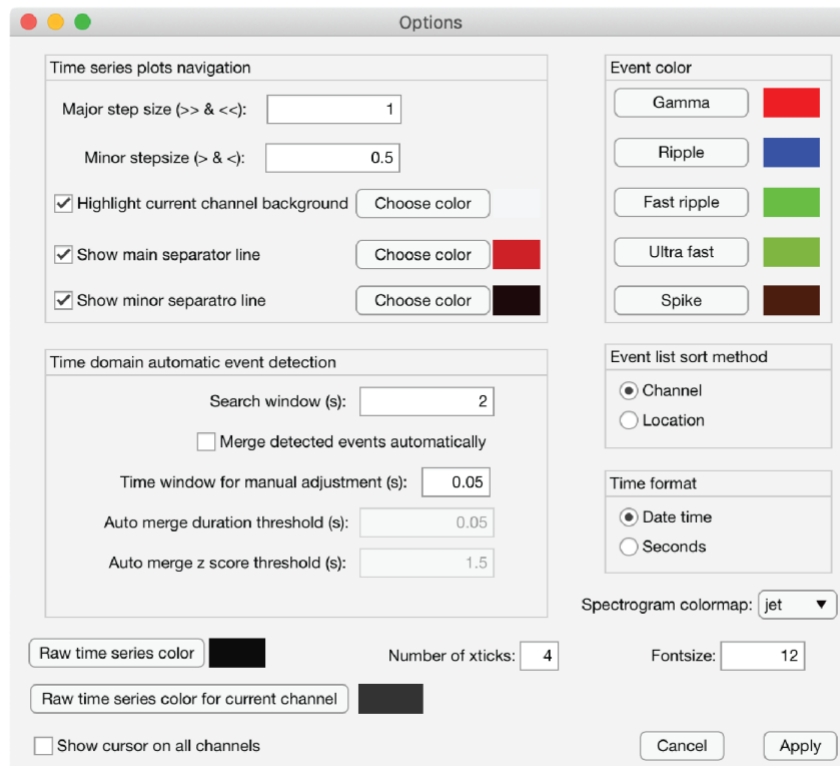 Options
Time series plots navigation
Major step size (>> & <<): 1
Minor stepsize (> & <): 0.5
Highlight current channel background Choose color
Show main separator line Choose color
Show minor separatro line Choose color
Event color
Gamma
Ripple
Fast ripple
Ultra fast
Spike
Time domain automatic event detection
Search window (s): 2
Merge detected events automatically
Time window for manual adjustment (s): 0.05
Auto merge duration threshold (s): 0.05
Auto merge z score threshold (s): 1.5
Event list sort method
Channel
Location
Time format
Date time
Seconds
Spectrogram colormap: jet
Raw time series color Number of xticks: 4 Fontsize: 12
Raw time series color for current channel
Show cursor on all channels Cancel Apply